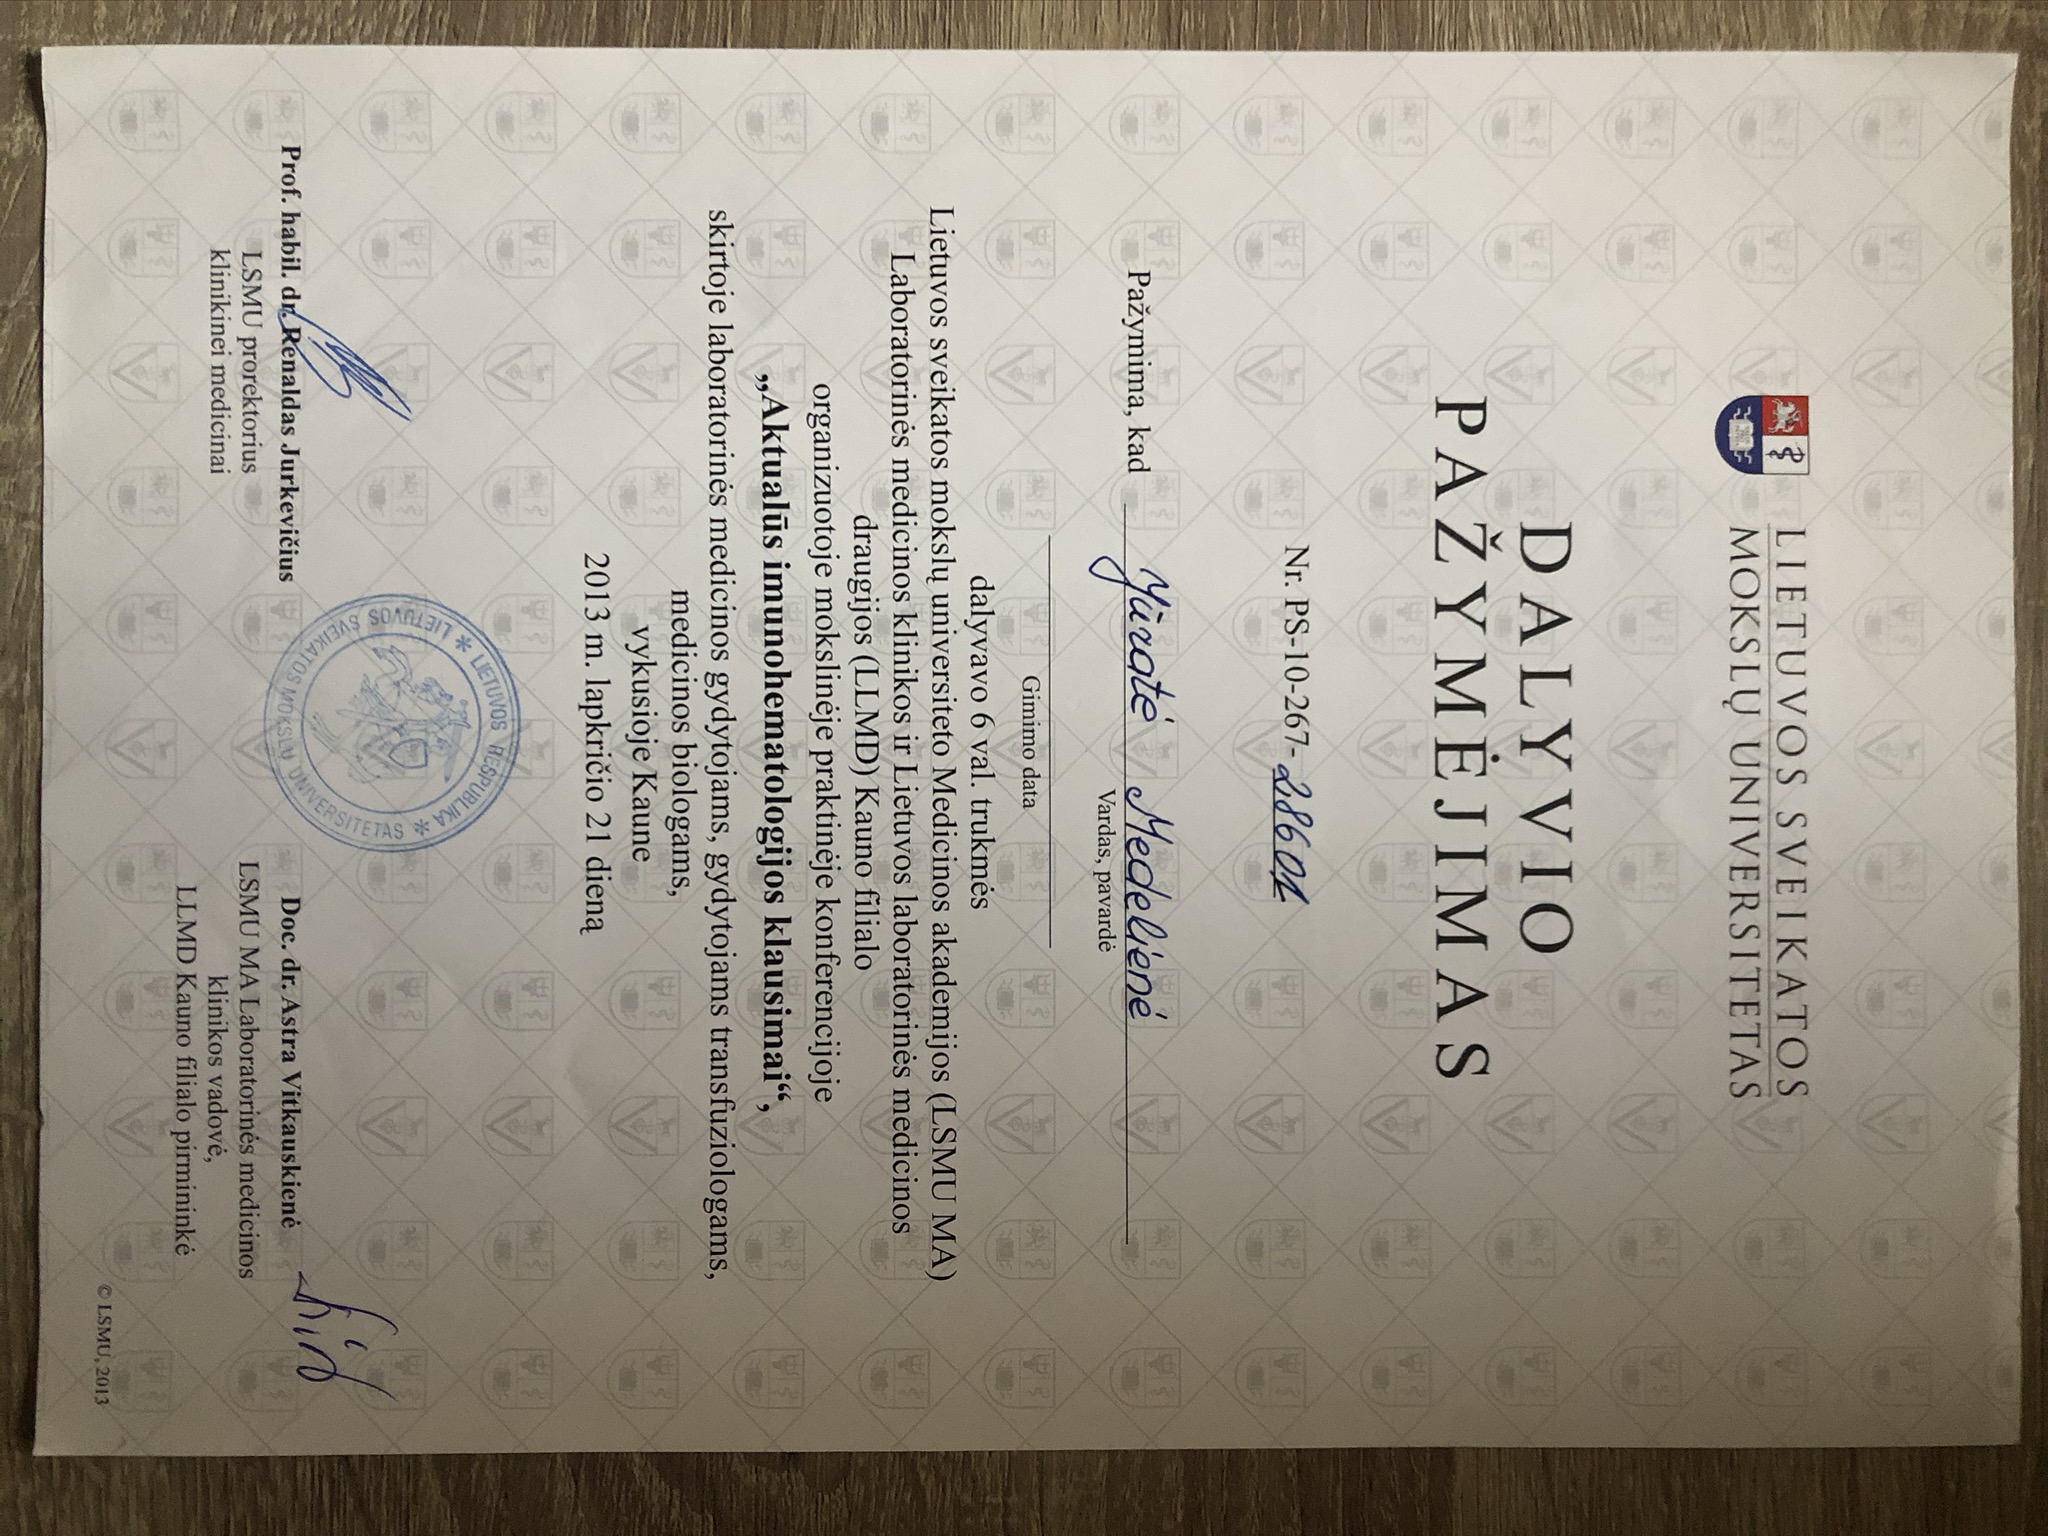 LIETUVOS SVEIKATOS
MOKSLŲ UNIVERSITETAS
DALYVIO
PAŽYMĖJIMAS
Nr. PS-10-267-28601
Pažymima, kad Jūratė Medelienė
Vardas, pavardė
Gimimo data
dalyvavo 6 val. trukmės
Lietuvos sveikatos mokslų universiteto Medicinos akademijos (LSMU MA)
Laboratorinės medicinos klinikos ir Lietuvos laboratorinės medicinos
draugijos (LLMD) Kauno filialo
organizuotoje mokslinėje praktinėje konferencijoje
„Aktualūs imunohematologijos klausimai“,
skirtoje laboratorinės medicinos gydytojams, gydytojams transfuziologams,
medicinos biologams,
vykusioje Kaune
2013 m. lapkričio 21 dieną
Prof. habil. dr. Renaldas Jurkevičius
LSMU prorektorius
klinikinei medicinai
LIETUVOS RESPUBLIKA
LIETUVOS SVEIKATOS MOKSLŲ UNIVERSITETAS
Doc. dr. Astra Vitkauskienė
LSMU MA Laboratorinės medicinos
klinikos vadovė,
LLMD Kauno filialo pirmininkė
© LSMU, 2013